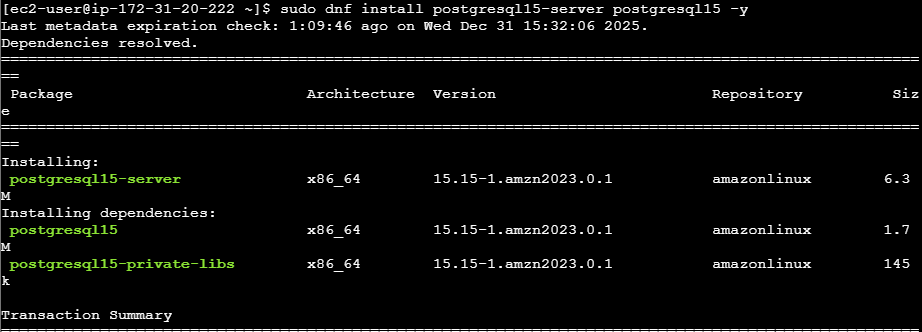 [ec2-user@ip-172-31-20-222 ~]$ sudo dnf install postgresql15-server postgresql15 -y
Last metadata expiration check: 1:09:46 ago on Wed Dec 31 15:32:06 2025.
Dependencies resolved.
======================================================================================================
==
 Package                          Architecture  Version                        Repository          Siz
e
======================================================================================================
==
Installing:
 postgresql15-server              x86_64        15.15-1.amzn2023.0.1           amazonlinux        6.3
M
Installing dependencies:
 postgresql15                     x86_64        15.15-1.amzn2023.0.1           amazonlinux        1.7
M
 postgresql15-private-libs        x86_64        15.15-1.amzn2023.0.1           amazonlinux        145
k
Transaction Summary
======================================================================================================